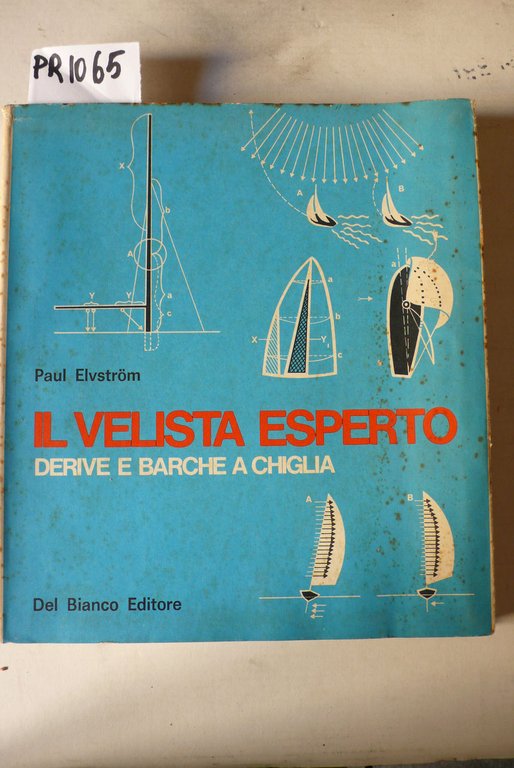 PR1065
X
b
A
Y
Y
a
c
A
B
a
b
X
Y
c
a
Paul Elvström
IL VELISTA ESPERTO
DERIVE E BARCHE A CHIGLIA
A
B
Del Bianco Editore